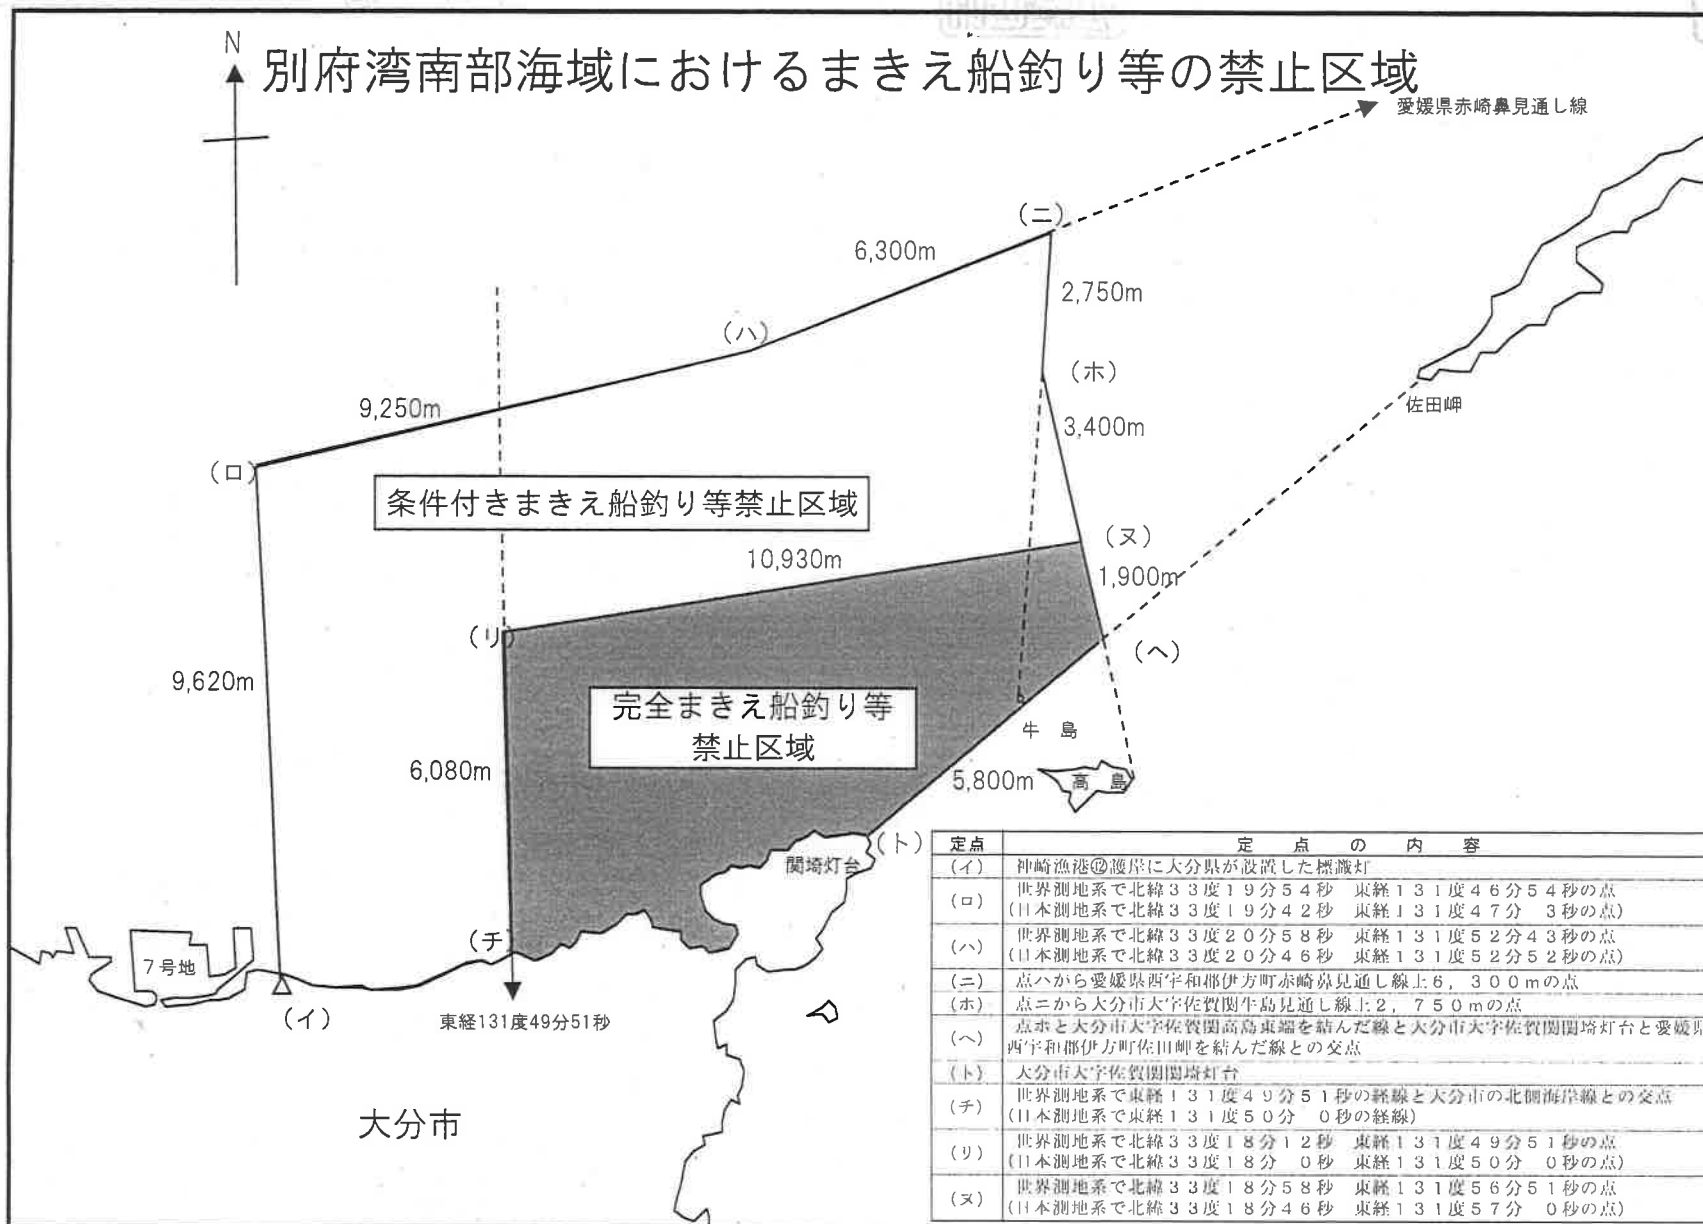 N
別府湾南部海域におけるまきえ船釣り等の禁止区域
愛媛県赤崎鼻見通し線
(ニ)
6,300m
2,750m
(ハ)
(ホ)
9,250m
佐田岬
3,400m
(ロ)
条件付きまきえ船釣り等禁止区域
(ヌ)
10,930m
1,900m
(リ)
(ヘ)
9,620m
完全まきえ船釣り等
禁止区域
牛 島
6,080m
5,800m
高 島
(ト)
関埼灯台
(チ)
7号地
(イ)
東経131度49分51秒
大分市
定点 定点の内容
(イ) 神崎漁港⑫護岸に大分県が設置した標識灯
(ロ) 世界測地系で北緯33度19分54秒 東経131度46分54秒の点
(日本測地系で北緯33度19分42秒 東経131度47分 3秒の点)
(ハ) 世界測地系で北緯33度20分58秒 東経131度52分43秒の点
(日本測地系で北緯33度20分46秒 東経131度52分52秒の点)
(ニ) 点ハから愛媛県西宇和郡伊方町赤崎鼻見通し線上6,300mの点
(ホ) 点ニから大分市大字佐賀関牛島見通し線上2,750mの点
(ヘ) 点ホと大分市大字佐賀関高島東端を結んだ線と大分市大字佐賀関関埼灯台と愛媛県
西宇和郡伊方町佐田岬を結んだ線との交点
(ト) 大分市大字佐賀関関埼灯台
(チ) 世界測地系で東経131度49分51秒の経線と大分市の北側海岸線との交点
(日本測地系で東経131度50分 0秒の経線)
(リ) 世界測地系で北緯33度18分12秒 東経131度49分51秒の点
(日本測地系で北緯33度18分 0秒 東経131度50分 0秒の点)
(ヌ) 世界測地系で北緯33度18分58秒 東経131度56分51秒の点
(日本測地系で北緯33度18分46秒 東経131度57分 0秒の点)